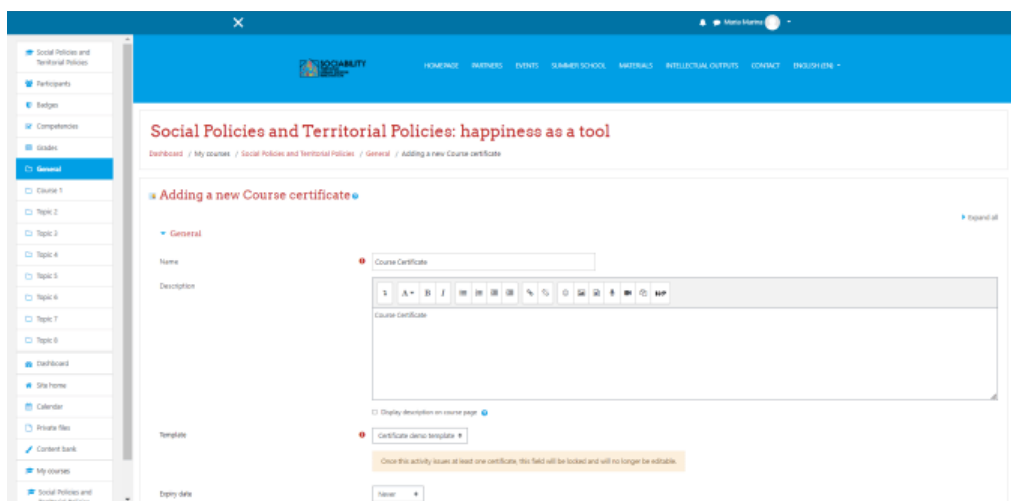 Maria Marino
SOCIABILITY
HOMEPAGE PARTNERS EVENTS SUMMER SCHOOL MATERIALS INTELLECTUAL OUTPUTS CONTACT ENGLISH (EN)
Social Policies and
Territorial Policies
Participants
Badges
Competencies
Grades
General
Course 1
Topic 2
Topic 3
Topic 4
Topic 5
Topic 6
Topic 7
Topic 8
Dashboard
Site home
Calendar
Private files
Content bank
My courses
Social Policies and
Territorial Policies
Social Policies and Territorial Policies: happiness as a tool
Dashboard / My courses / Social Policies and Territorial Policies / General / Adding a new Course certificate
Adding a new Course certificate
Expand all
General
Name
Course Certificate
Description
A B I H-P
Course Certificate
Display description on course page
Template
Certificate demo template
Once this activity issues at least one certificate, this field will be locked and will no longer be editable.
Expiry date
Never